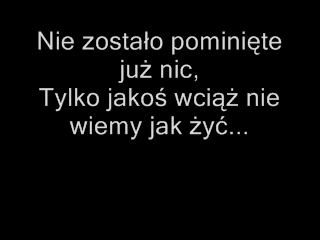 Nie zostało pominięte
już nic,
Tylko jakoś wciąż nie
wiemy jak żyć...